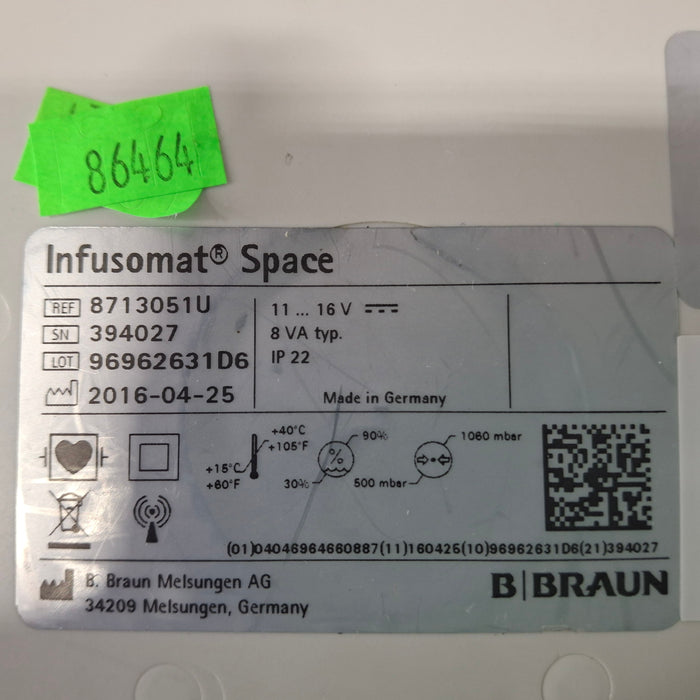 86464
Infusomat® Space
REF 8713051U
SN 394027
LOT 96962631D6
2016-04-25
11 ... 16 V
8 VA typ.
IP 22
Made in Germany
+40°C
+105°F
+15°C
+60°F
%
90%
30%
1060 mbar
500 mbar
(01)04046964660887(11)160425(10)96962631D6(21)394027
B. Braun Melsungen AG
34209 Melsungen, Germany
B|BRAUN